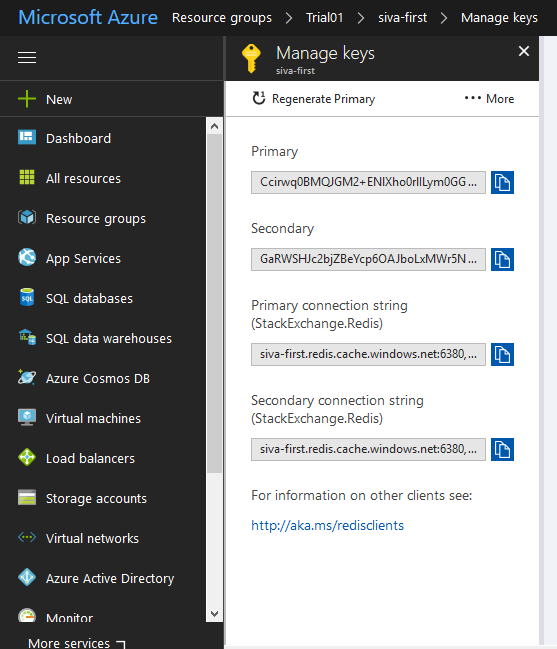 Microsoft Azure Resource groups > Trial01 > siva-first > Manage keys
Manage keys
siva-first
New
Regenerate Primary ••• More
Dashboard
All resources
Resource groups
App Services
SQL databases
SQL data warehouses
Azure Cosmos DB
Virtual machines
Load balancers
Storage accounts
Virtual networks
Azure Active Directory
Monitor
More services
Primary
Ccirwq0BMQJGM2+ENIXho0rIlLym0GG ...
Secondary
GaRWSHJc2bjZBeYcp6OAJboLxMWr5N ...
Primary connection string
(StackExchange.Redis)
siva-first.redis.cache.windows.net:6380, ...
Secondary connection string
(StackExchange.Redis)
siva-first.redis.cache.windows.net:6380, ...
For information on other clients see:
http://aka.ms/redisclients